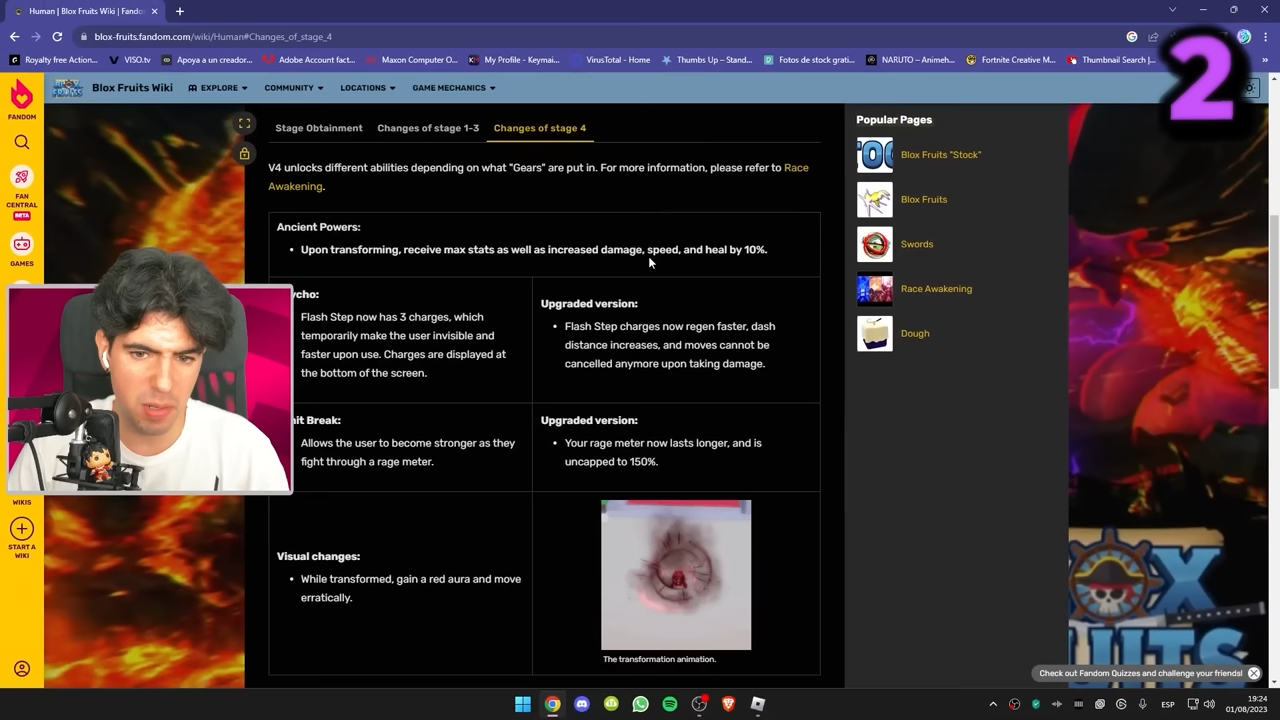 Human | Blox Fruits Wiki | Fandom
blox-fruits.fandom.com/wiki/Human#Changes_of_stage_4
Royalty free Action...
VISO.tv
Apoya a un creador...
Adobe Account fact...
Maxon Computer O...
My Profile - Keymai...
VirusTotal - Home
Thumbs Up – Stand...
Fotos de stock grati...
NARUTO – Animeh...
Fortnite Creative M...
Thumbnail Search |...
2
FANDOM
Blox Fruits Wiki
EXPLORE
COMMUNITY
LOCATIONS
GAME MECHANICS
FAN
CENTRAL
BETA
GAMES
WIKIS
START A
WIKI
Stage Obtainment
Changes of stage 1-3
Changes of stage 4
V4 unlocks different abilities depending on what "Gears" are put in. For more information, please refer to Race
Awakening.
Ancient Powers:
Upon transforming, receive max stats as well as increased damage, speed, and heal by 10%.
ycho:
Flash Step now has 3 charges, which
temporarily make the user invisible and
faster upon use. Charges are displayed at
the bottom of the screen.
Upgraded version:
Flash Step charges now regen faster, dash
distance increases, and moves cannot be
cancelled anymore upon taking damage.
it Break:
Allows the user to become stronger as they
fight through a rage meter.
Upgraded version:
Your rage meter now lasts longer, and is
uncapped to 150%.
Visual changes:
While transformed, gain a red aura and move
erratically.
The transformation animation.
Popular Pages
Blox Fruits "Stock"
Blox Fruits
Swords
Race Awakening
Dough
Check out Fandom Quizzes and challenge your friends!
ESP
19:24
01/08/2023